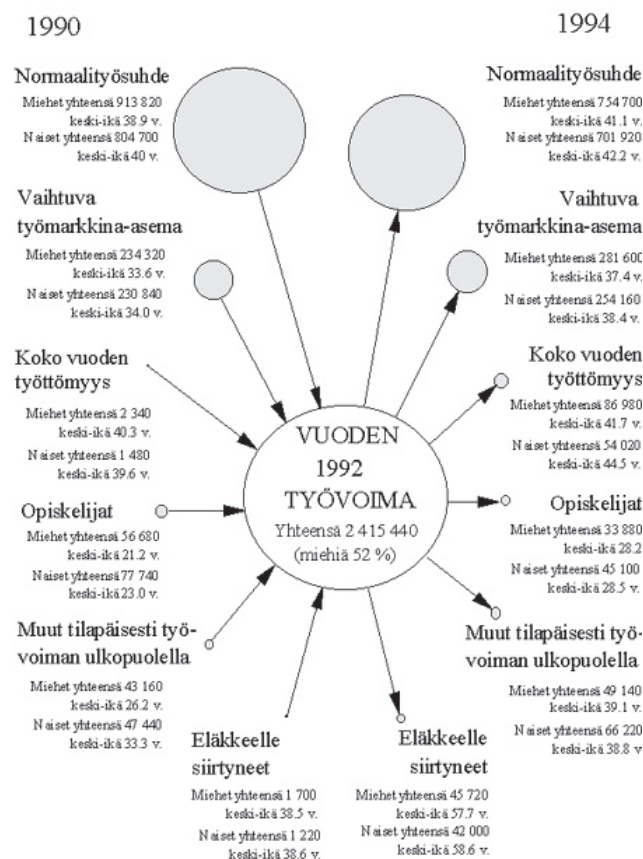 1990
1994
Normaalityösuhde
Miehet yhteensä 913 820
keski-ikä 38.9 v.
Naiset yhteensä 804 700
keski-ikä 40 v.
Vaihtuva
työmarkkina-asema
Miehet yhteensä 234 320
keski-ikä 33.6 v.
Naiset yhteensä 230 840
keski-ikä 34.0 v.
Koko vuoden
työttömyys
Miehet yhteensä 2 340
keski-ikä 40.3 v.
Naiset yhteensä 1 480
keski-ikä 39.6 v.
Opiskelijat
Miehet yhteensä 56 680
keski-ikä 21.2 v.
Naiset yhteensä 77 740
keski-ikä 23.0 v.
Muut tilapäisesti työ-
voiman ulkopuolella
Miehet yhteensä 43 160
keski-ikä 26.2 v.
Naiset yhteensä 47 440
keski-ikä 33.3 v.
Eläkkeelle
siirtyneet
Miehet yhteensä 1 700
keski-ikä 38.5 v.
Naiset yhteensä 1 220
keski-ikä 38.6 v.
VUODEN
1992
TYÖVOIMA
Yhteensä 2 415 440
(miehiä 52 %)
Normaalityösuhde
Miehet yhteensä 754 700
keski-ikä 41.1 v.
Naiset yhteensä 701 920
keski-ikä 42.2 v.
Vaihtuva
työmarkkina-asema
Miehet yhteensä 281 600
keski-ikä 37.4 v.
Naiset yhteensä 254 160
keski-ikä 38.4 v.
Koko vuoden
työttömyys
Miehet yhteensä 86 980
keski-ikä 41.7 v.
Naiset yhteensä 54 020
keski-ikä 44.5 v.
Opiskelijat
Miehet yhteensä 33 880
keski-ikä 28.2
Naiset yhteensä 45 100
keski-ikä 28.5 v.
Muut tilapäisesti työ-
voiman ulkopuolella
Miehet yhteensä 49 140
keski-ikä 39.1 v.
Naiset yhteensä 66 220
keski-ikä 38.8 v
Eläkkeelle
siirtyneet
Miehet yhteensä 45 720
keski-ikä 57.7 v.
Naiset yhteensä 42 000
keski-ikä 58.6 v.